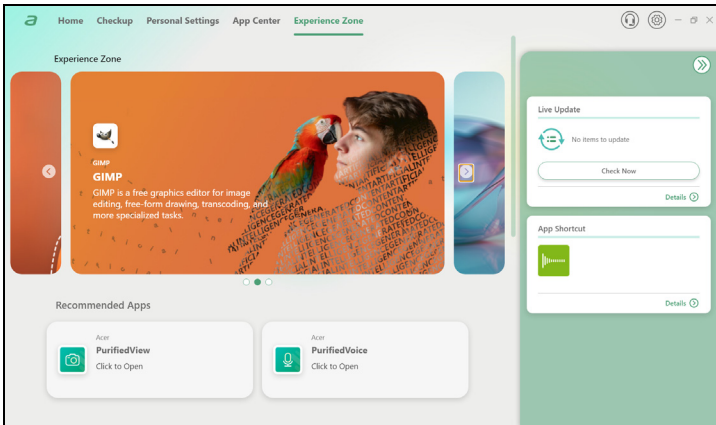 Home Checkup Personal Settings App Center Experience Zone
Experience Zone
GIMP
GIMP
GIMP is a free graphics editor for image
editing, free-form drawing, transcoding, and
more specialized tasks.
Recommended Apps
Acer
PurifiedView
Click to Open
Acer
PurifiedVoice
Click to Open
Live Update
No items to update
Check Now
Details
App Shortcut
Details